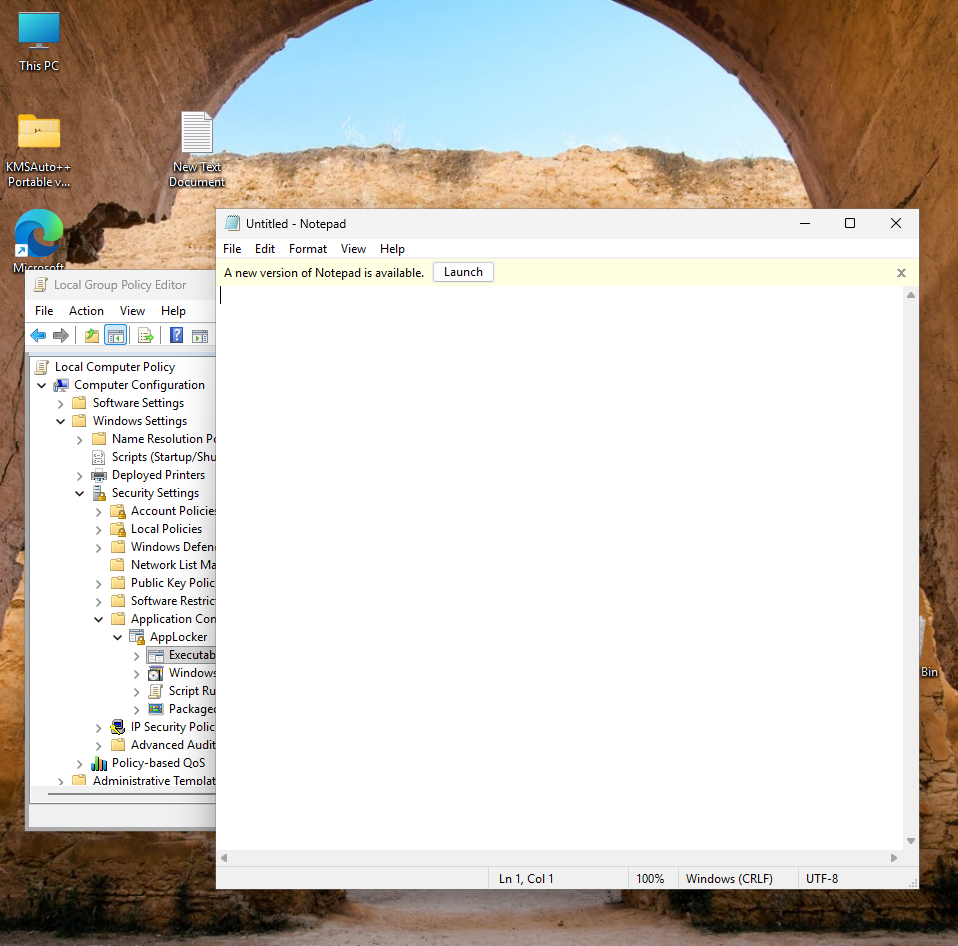 This PC
KMSAuto++
Portable v...
New Text
Document
Microsoft
Untitled - Notepad
File Edit Format View Help
A new version of Notepad is available. Launch
Local Group Policy Editor
File Action View Help
Local Computer Policy
Computer Configuration
Software Settings
Windows Settings
Name Resolution Po
Scripts (Startup/Shu
Deployed Printers
Security Settings
Account Policies
Local Policies
Windows Defen
Network List Ma
Public Key Polic
Software Restric
Application Con
AppLocker
Executab
Windows
Script Ru
Packaged
IP Security Polic
Advanced Audit
Policy-based QoS
Administrative Templat
Bin
Ln 1, Col 1 100% Windows (CRLF) UTF-8